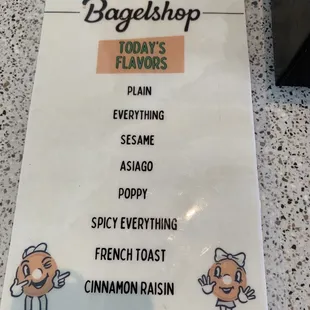 Bagelshop
TODAY'S
FLAVORS
PLAIN
EVERYTHING
SESAME
ASIAGO
POPPY
SPICY EVERYTHING
FRENCH TOAST
CINNAMON RAISIN